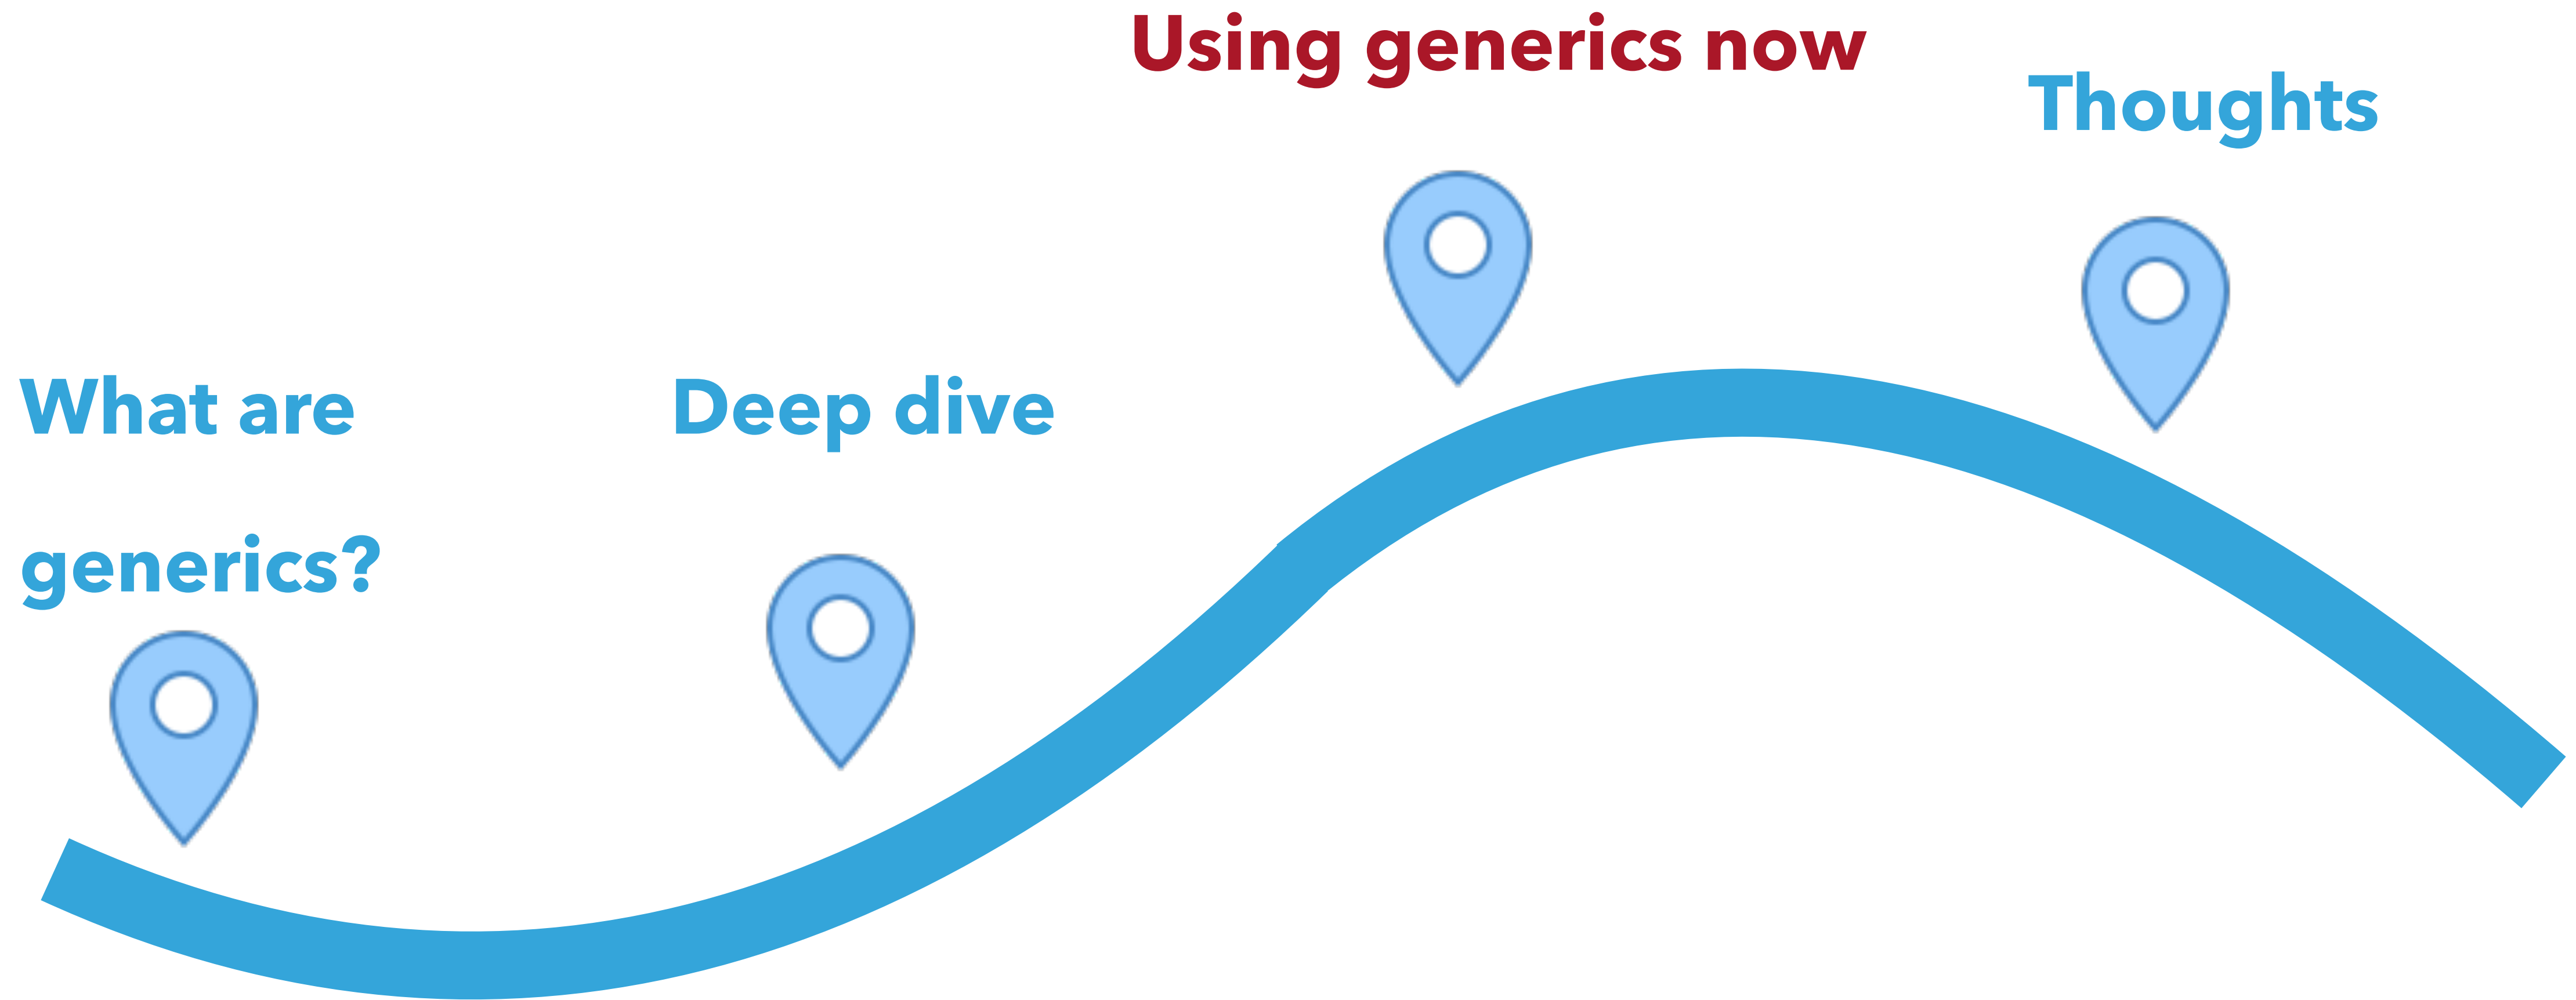 Using generics now
Thoughts
What are
generics?
Deep dive